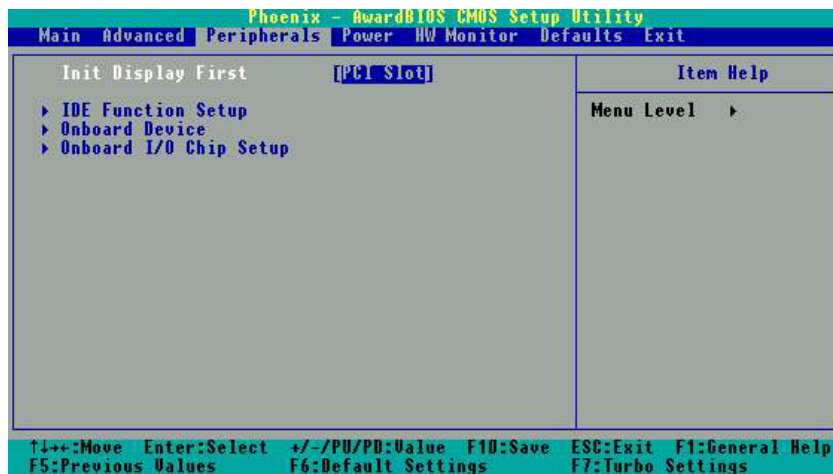 Phoenix - AwardBIOS CMOS Setup Utility
Main Advanced Peripherals Power HW Monitor Defaults Exit
Init Display First [PCI Slot]
Item Help
▸ IDE Function Setup
Menu Level ▸
▸ Onboard Device
▸ Onboard I/O Chip Setup
↑↓→←:Move Enter:Select +/-/PU/PD:Value F10:Save ESC:Exit F1:General Help
F5:Previous Values F6:Default Settings F7:Turbo Settings